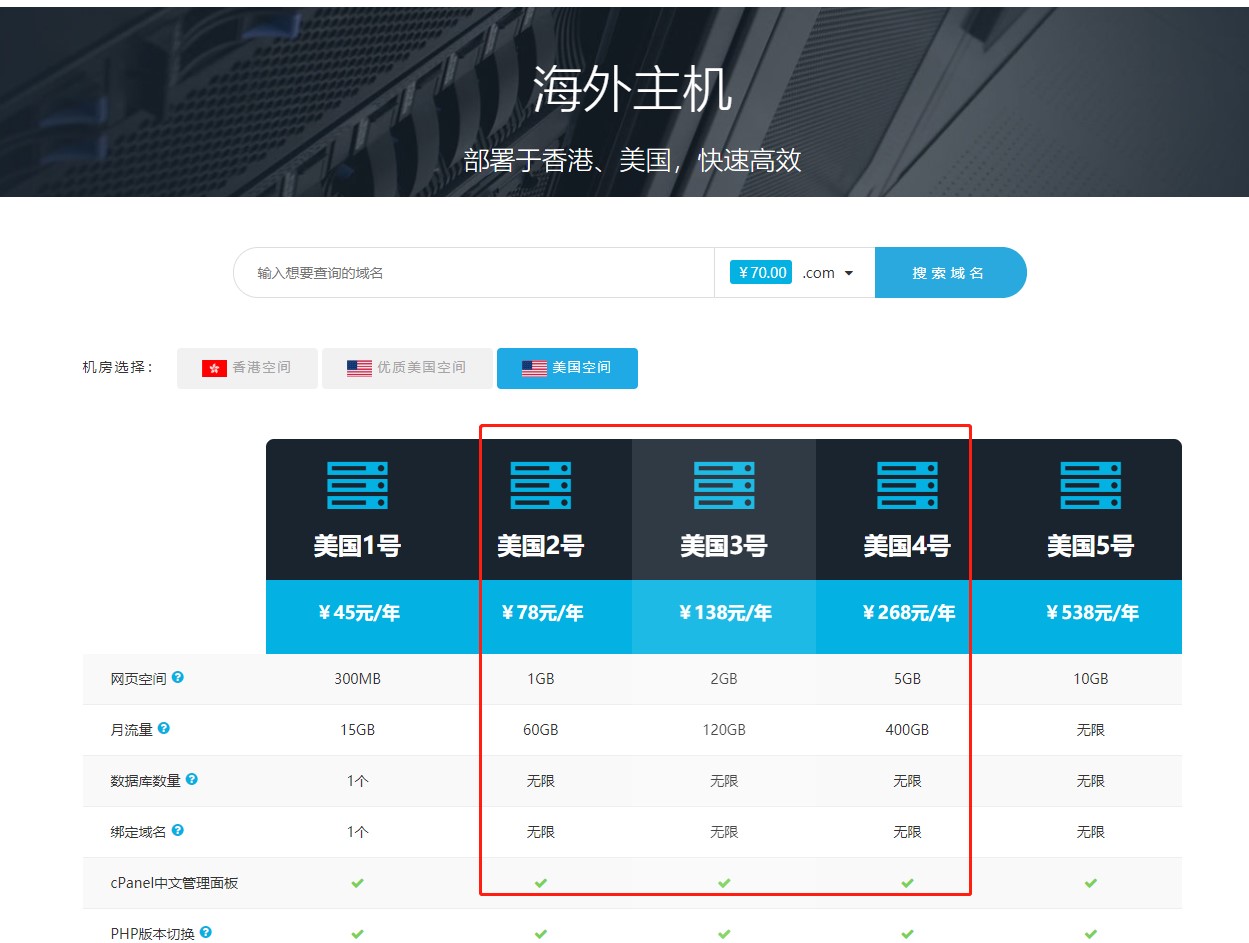 海外主机
部署于香港、美国，快速高效
输入想要查询的域名 ￥70.00 .com 搜索域名
机房选择： 香港空间 优质美国空间 美国空间
美国1号 美国2号 美国3号 美国4号 美国5号
￥45元/年 ￥78元/年 ￥138元/年 ￥268元/年 ￥538元/年
网页空间 ? 300MB 1GB 2GB 5GB 10GB
月流量 ? 15GB 60GB 120GB 400GB 无限
数据库数量 ? 1个 无限 无限 无限 无限
绑定域名 ? 1个 无限 无限 无限 无限
cPanel中文管理面板
PHP版本切换 ?